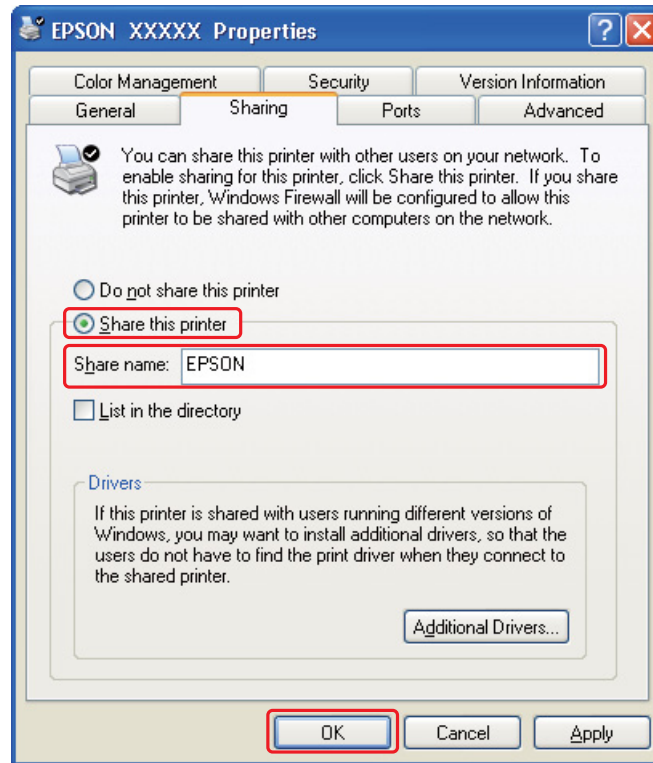 EPSON XXXXX Properties
Color Management Security Version Information
General Sharing Ports Advanced
You can share this printer with other users on your network. To
enable sharing for this printer, click Share this printer. If you share
this printer, Windows Firewall will be configured to allow this
printer to be shared with other computers on the network.
Do not share this printer
Share this printer
Share name: EPSON
List in the directory
Drivers
If this printer is shared with users running different versions of
Windows, you may want to install additional drivers, so that the
users do not have to find the print driver when they connect to
the shared printer.
Additional Drivers...
OK Cancel Apply